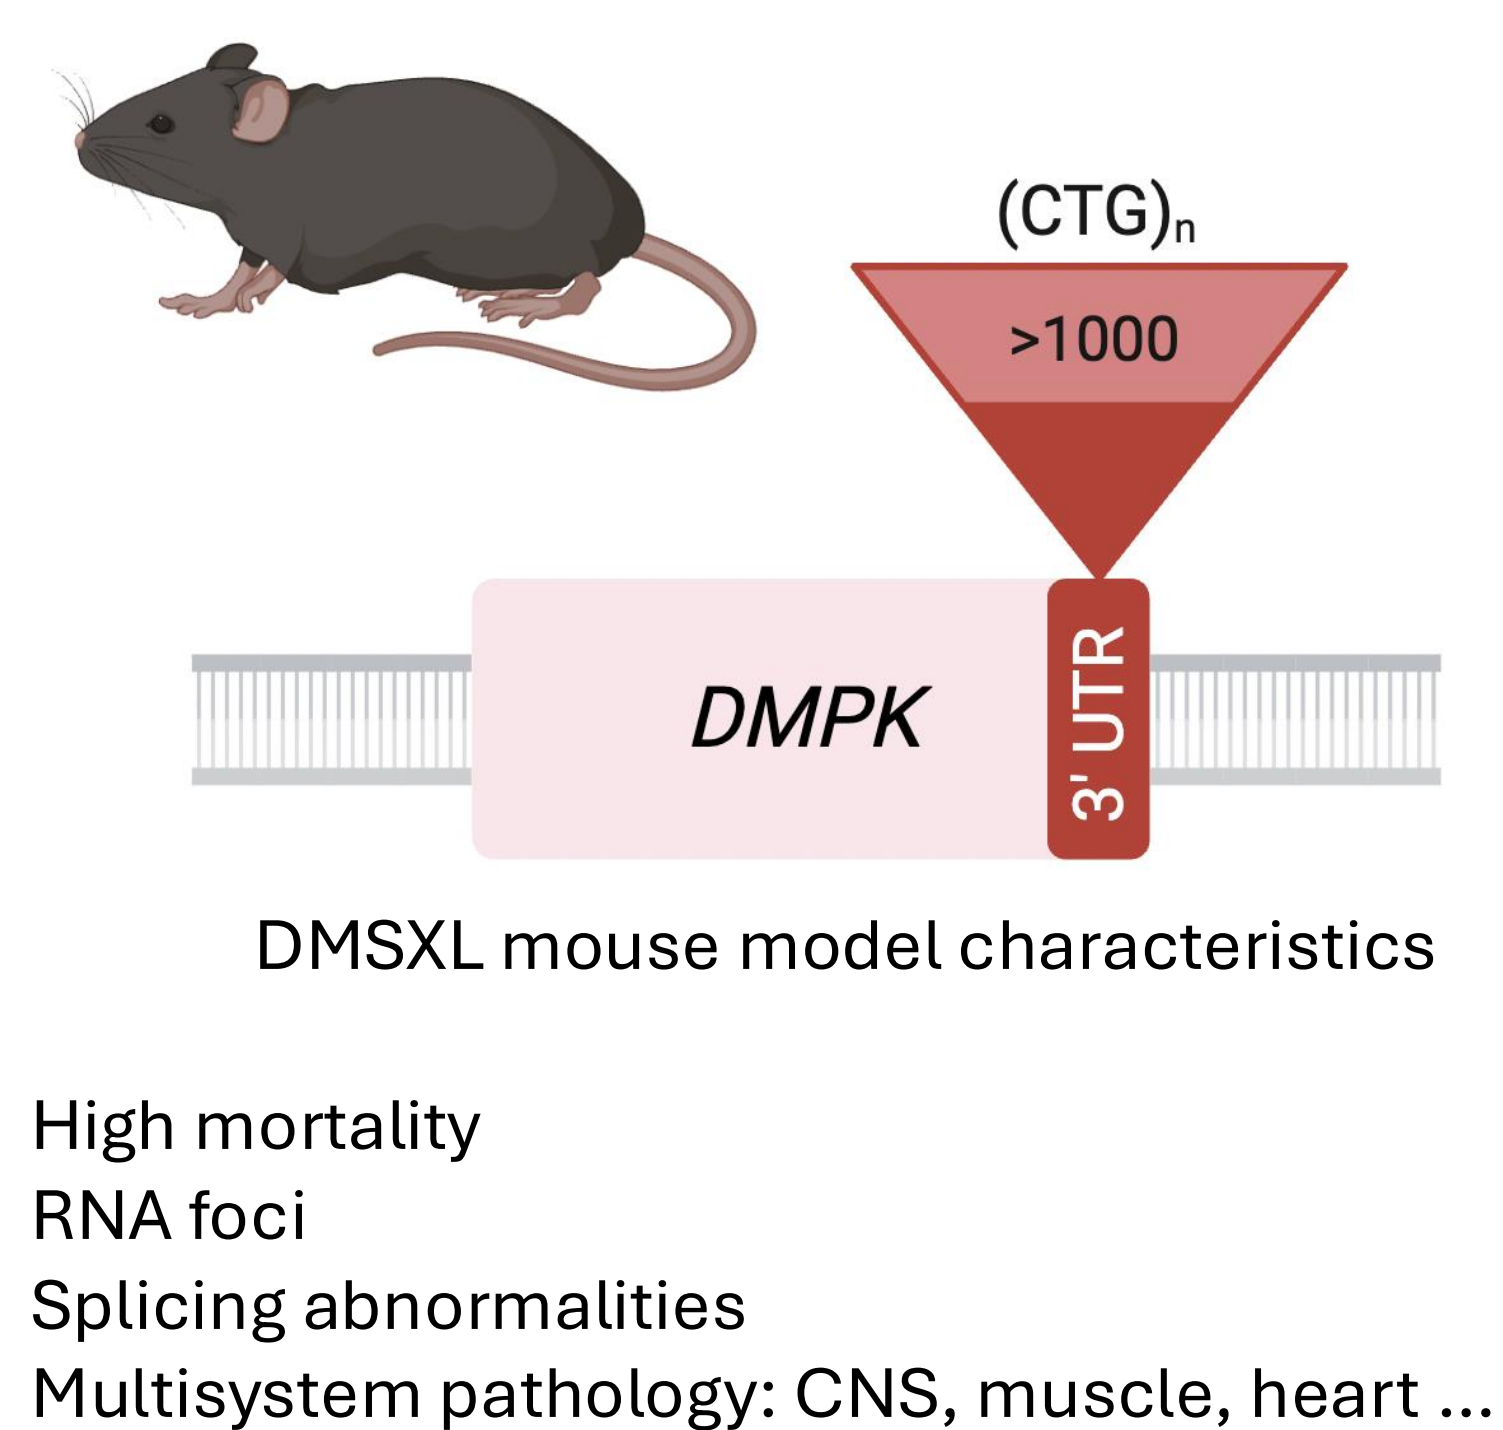 (CTG)n
>1000
DMPK
3' UTR
DMSXL mouse model characteristics
High mortality
RNA foci
Splicing abnormalities
Multisystem pathology: CNS, muscle, heart ...